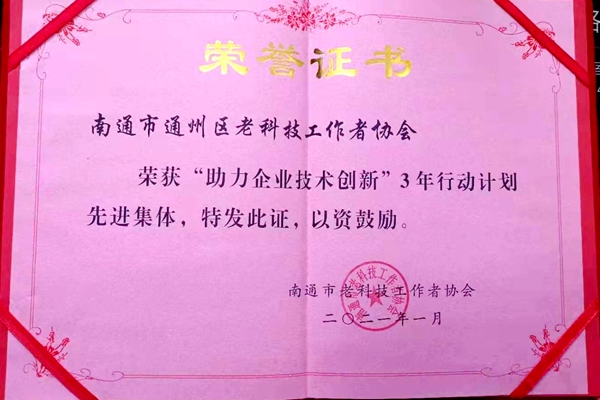 荣誉证书
南通市通州区老科技工作者协会
荣获“助力企业技术创新”3年行动计划
先进集体，特发此证，以资鼓励。
南通市老科技工作者协会
二〇二一年一月